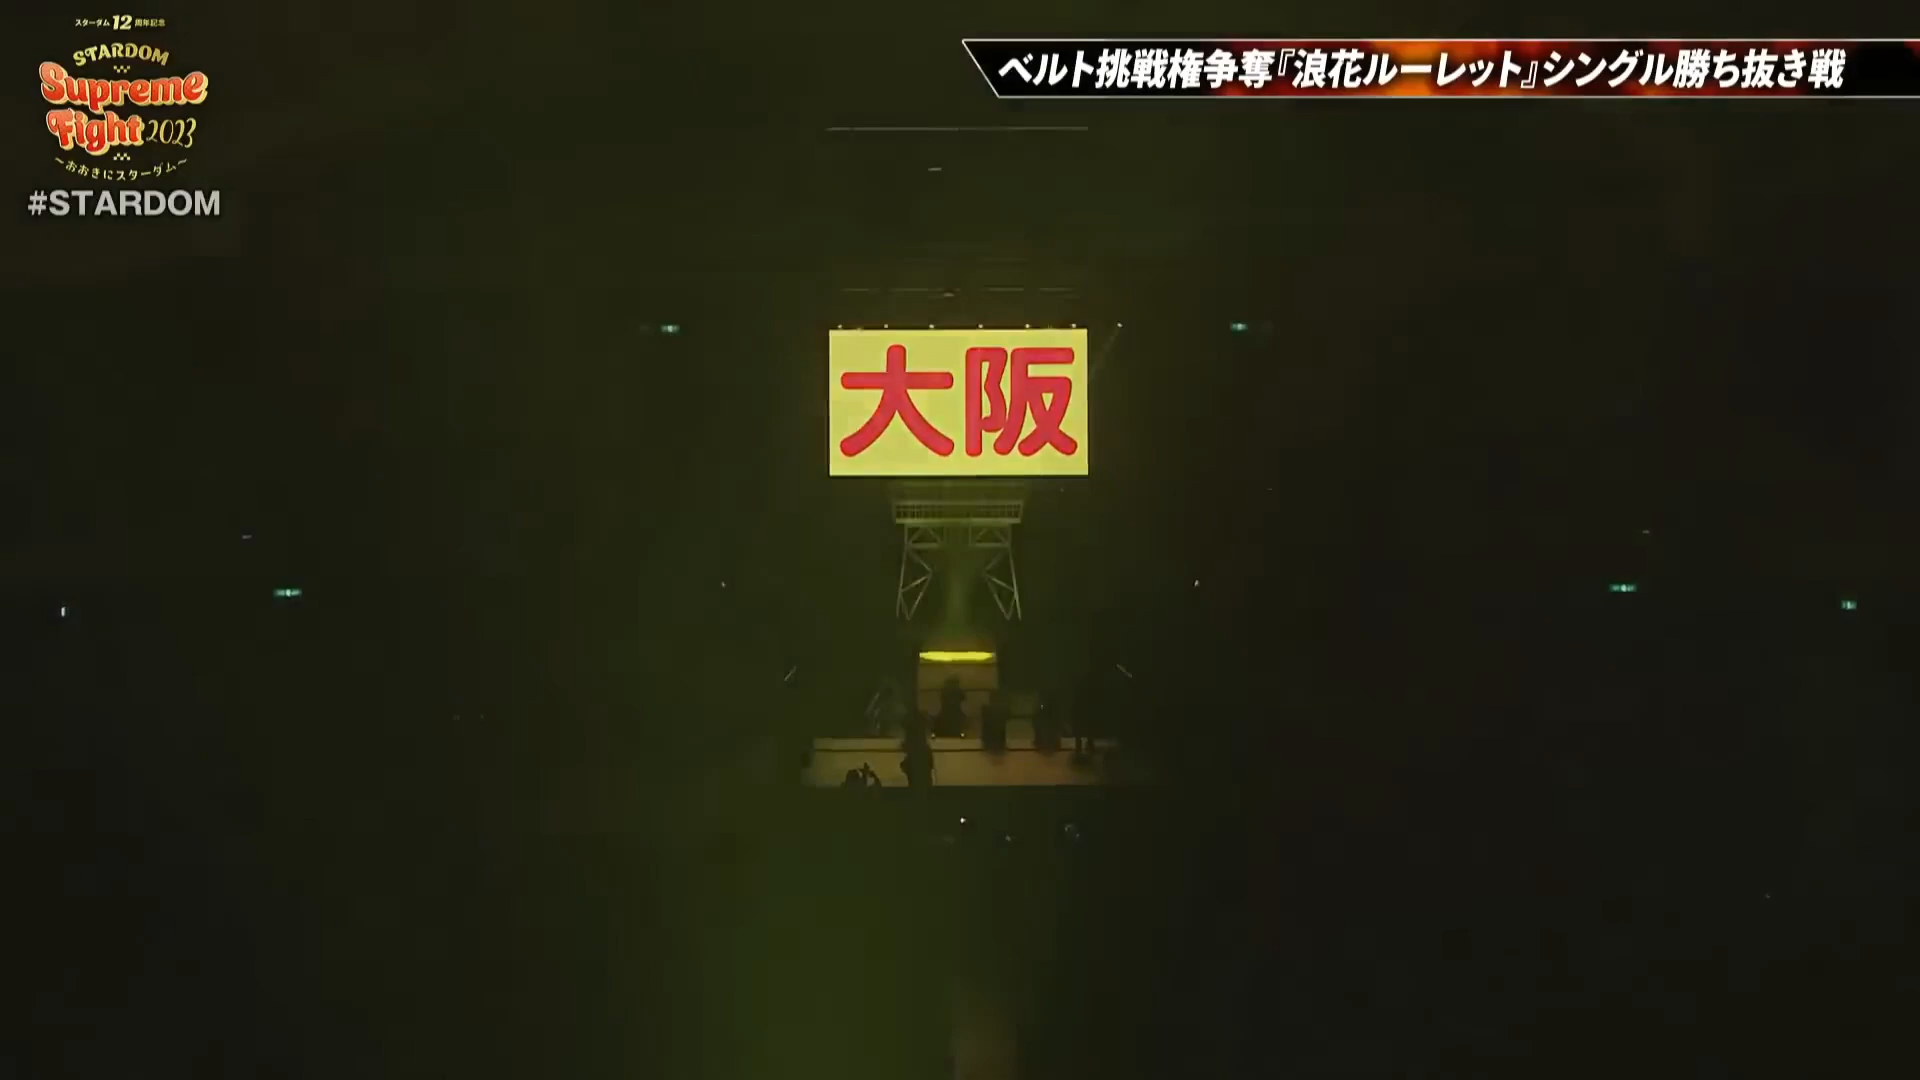 スターダム12周年記念
STARDOM
Supreme
Fight 2023
～おおきにスターダム～
#STARDOM
ベルト挑戦権争奪『浪花ルーレット』シングル勝ち抜き戦
大阪